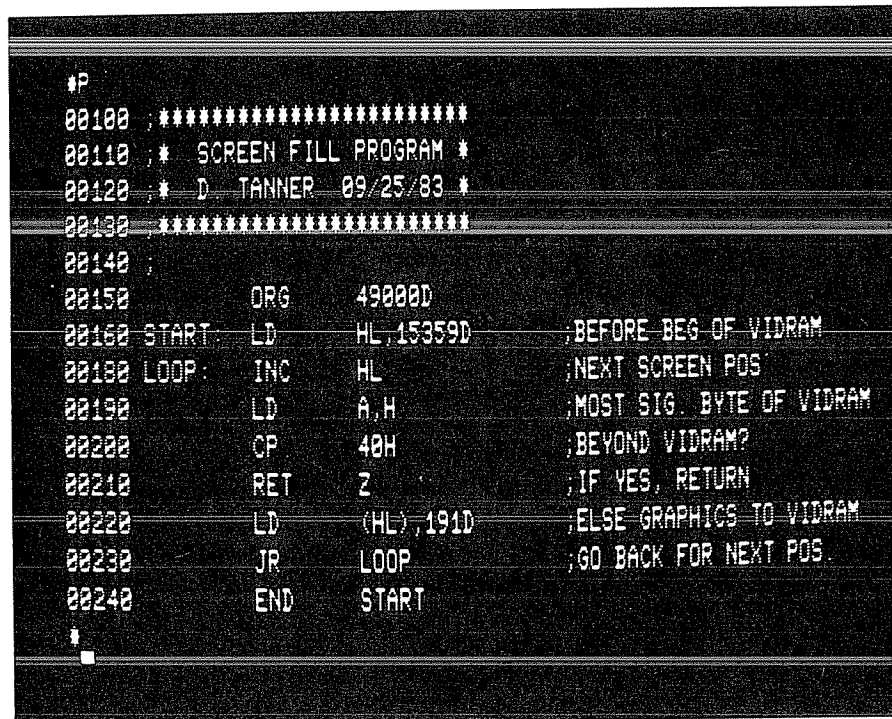 *P
00100 ;***********************
00110 ;*  SCREEN FILL PROGRAM *
00120 ;*  D. TANNER  09/25/83 *
00130 ;***********************
00140 ;
00150        ORG     49000D
00160 START: LD      HL,15359D      ;BEFORE BEG OF VIDRAM
00180 LOOP:  INC     HL             ;NEXT SCREEN POS
00190        LD      A,H            ;MOST SIG. BYTE OF VIDRAM
00200        CP      40H            ;BEYOND VIDRAM?
00210        RET     Z              ;IF YES, RETURN
00220        LD      (HL),191D      ;ELSE GRAPHICS TO VIDRAM
00230        JR      LOOP           ;GO BACK FOR NEXT POS.
00240        END     START
*